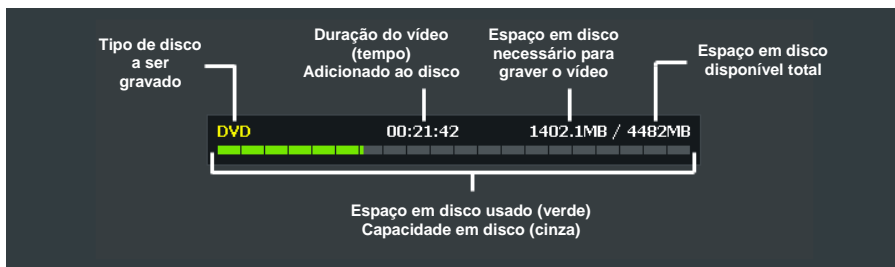 Tipo de disco
a ser
gravado
Duração do vídeo
(tempo)
Adicionado ao disco
Espaço em disco
necessário para
graver o vídeo
Espaço em disco
disponível total
DVD 00:21:42 1402.1MB / 4482MB
Espaço em disco usado (verde)
Capacidade em disco (cinza)